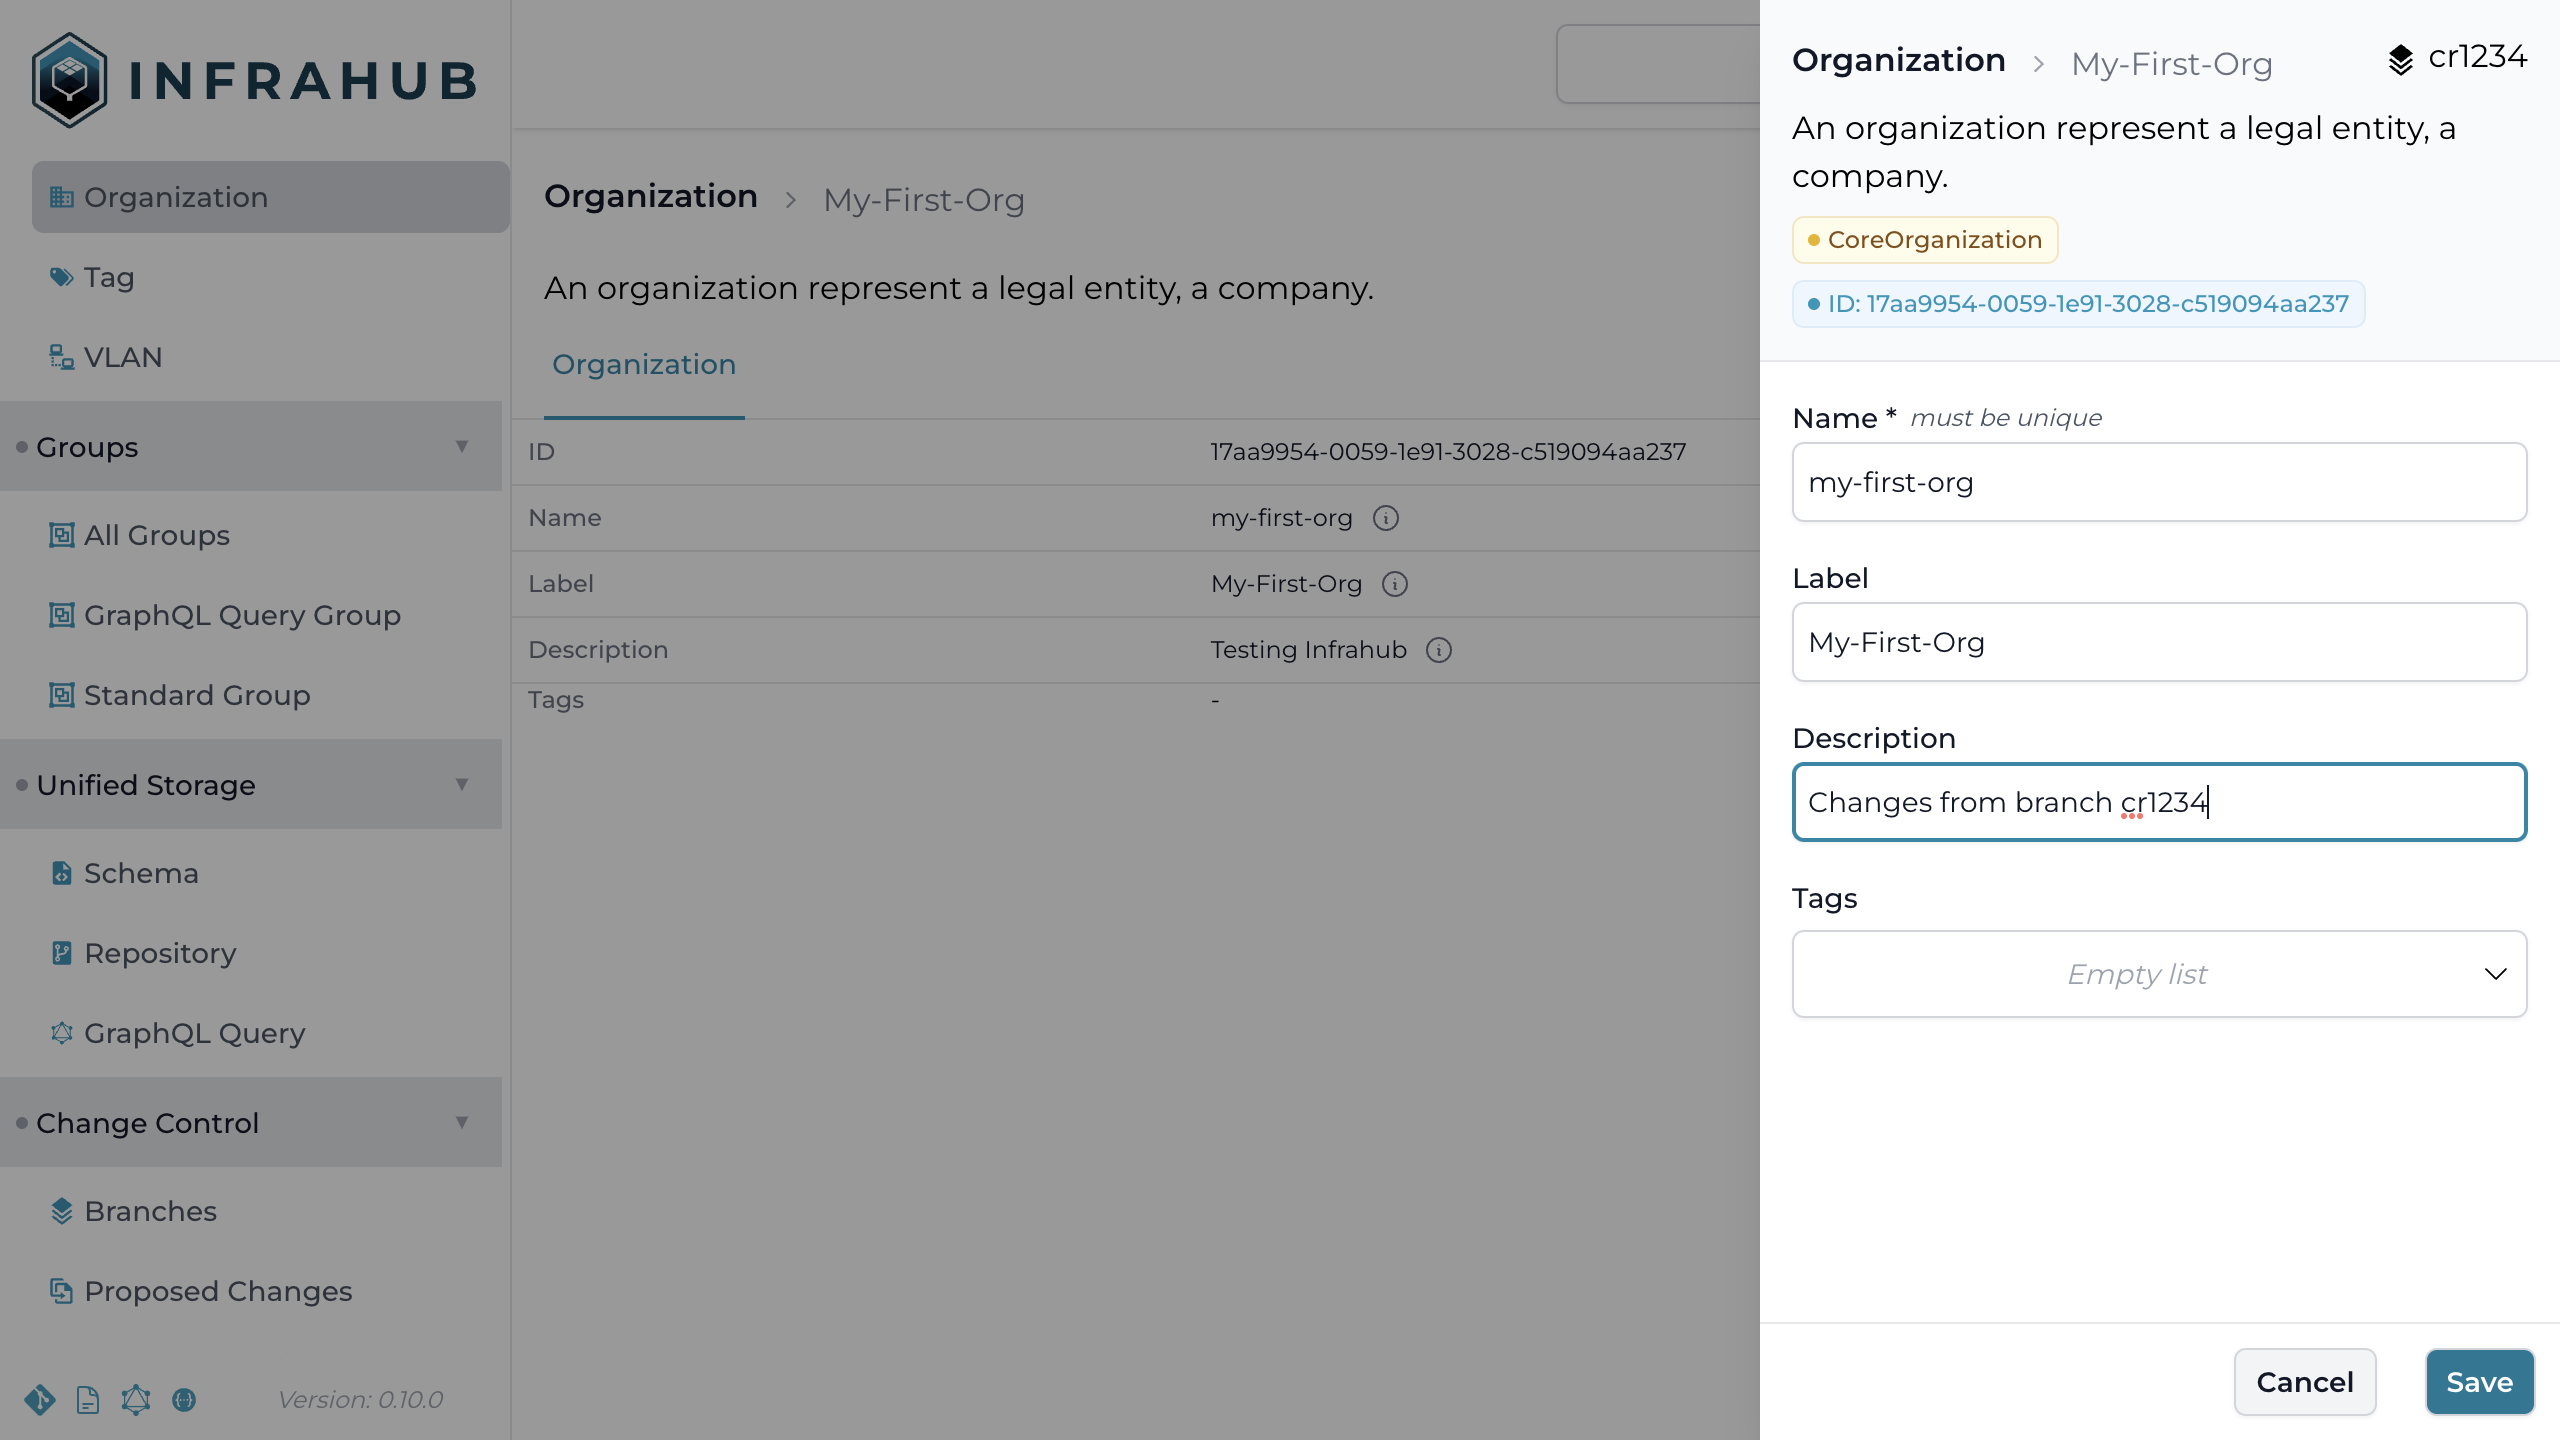 INFRAHUB
Organization
Tag
VLAN
Groups
All Groups
GraphQL Query Group
Standard Group
Unified Storage
Schema
Repository
GraphQL Query
Change Control
Branches
Proposed Changes
Version: 0.10.0
Organization > My-First-Org
An organization represent a legal entity, a company.
Organization
ID 17aa9954-0059-1e91-3028-c519094aa237
Name my-first-org
Label My-First-Org
Description Testing Infrahub
Tags -
Organization > My-First-Org cr1234
An organization represent a legal entity, a
company.
CoreOrganization
ID: 17aa9954-0059-1e91-3028-c519094aa237
Name * must be unique
my-first-org
Label
My-First-Org
Description
Changes from branch cr1234
Tags
Empty list
Cancel Save